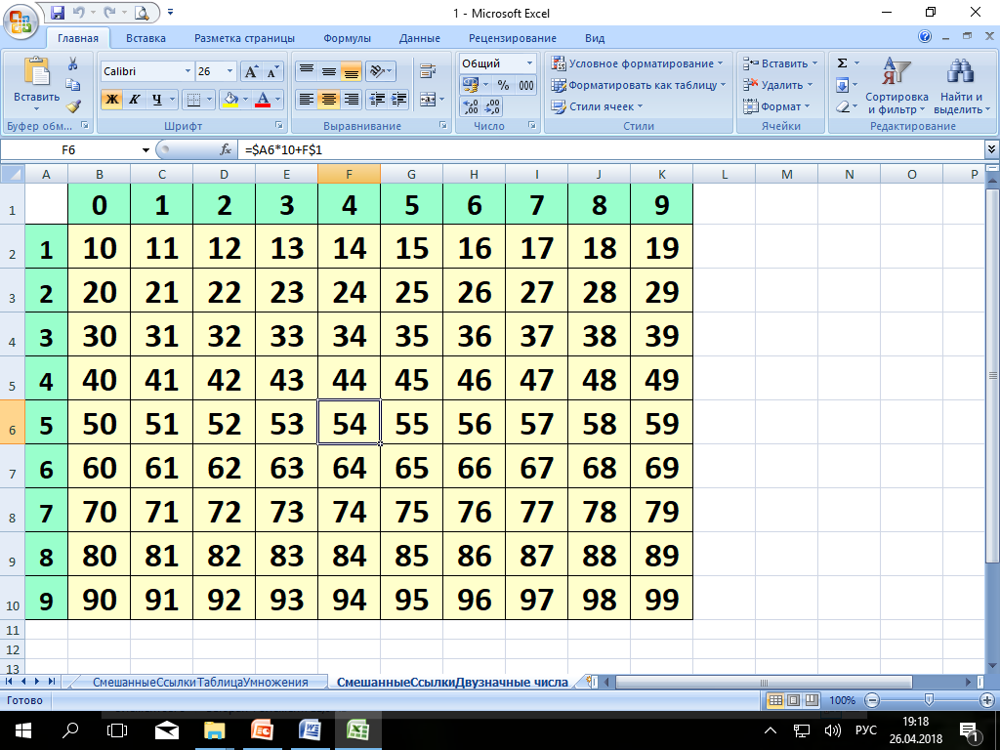 1 - Microsoft Excel
Главная Вставка Разметка страницы Формулы Данные Рецензирование Вид
Calibri 26 Общий Условное форматирование Вставить Σ
Форматировать как таблицу Удалить
Вставить Ж К Ч % 000 Стили ячеек Формат Сортировка и фильтр Найти и выделить
Буфер обм... Шрифт Выравнивание Число Стили Ячейки Редактирование
F6 fx =$A6*10+F$1
A B C D E F G H I J K L M N O P
1 0 1 2 3 4 5 6 7 8 9
2 1 10 11 12 13 14 15 16 17 18 19
3 2 20 21 22 23 24 25 26 27 28 29
4 3 30 31 32 33 34 35 36 37 38 39
5 4 40 41 42 43 44 45 46 47 48 49
6 5 50 51 52 53 54 55 56 57 58 59
7 6 60 61 62 63 64 65 66 67 68 69
8 7 70 71 72 73 74 75 76 77 78 79
9 8 80 81 82 83 84 85 86 87 88 89
10 9 90 91 92 93 94 95 96 97 98 99
11
12
13
СмешанныеСсылкиТаблицаУмножения СмешанныеСсылкиДвузначные числа
Готово 100%
РУС 19:18
26.04.2018 1